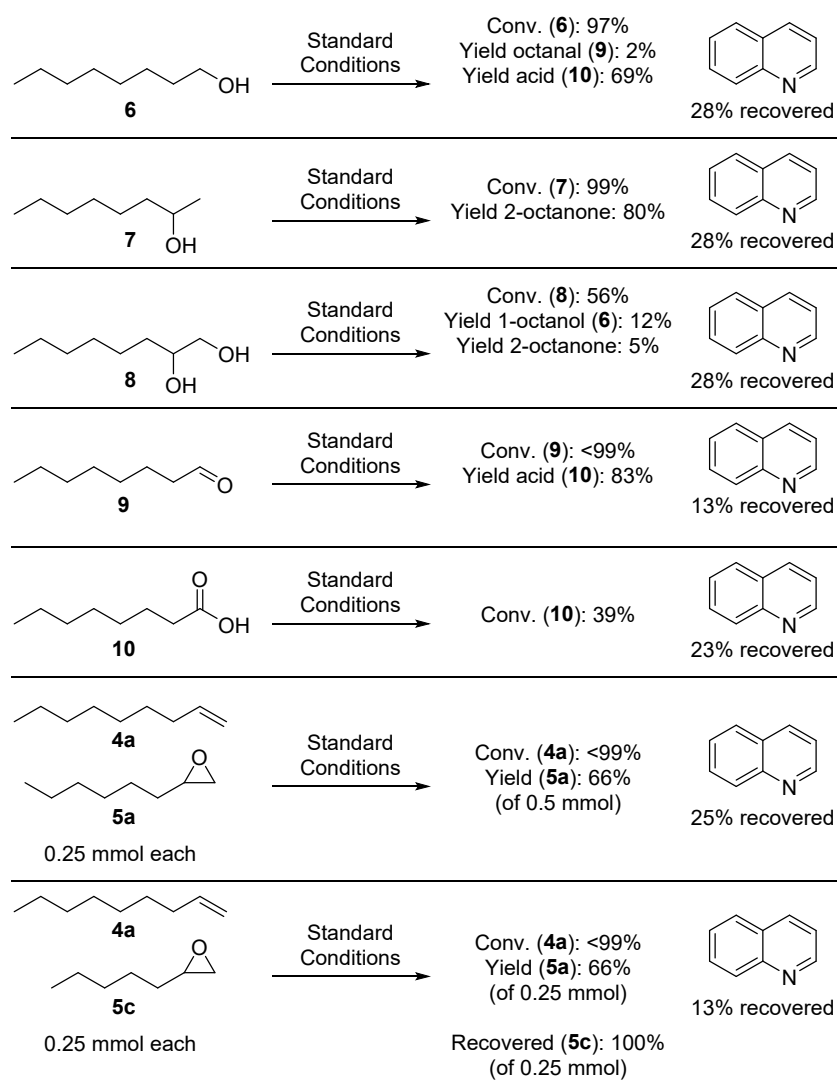 Standard
Conditions
OH
6
Conv. (6): 97%
Yield octanal (9): 2%
Yield acid (10): 69%
N
28% recovered
Standard
Conditions
7
OH
Conv. (7): 99%
Yield 2-octanone: 80%
N
28% recovered
Standard
Conditions
OH
8
OH
Conv. (8): 56%
Yield 1-octanol (6): 12%
Yield 2-octanone: 5%
N
28% recovered
Standard
Conditions
O
9
Conv. (9): <99%
Yield acid (10): 83%
N
13% recovered
O
OH
10
Standard
Conditions
Conv. (10): 39%
N
23% recovered
4a
O
5a
0.25 mmol each
Standard
Conditions
Conv. (4a): <99%
Yield (5a): 66%
(of 0.5 mmol)
N
25% recovered
4a
O
5c
0.25 mmol each
Standard
Conditions
Conv. (4a): <99%
Yield (5a): 66%
(of 0.25 mmol)
Recovered (5c): 100%
(of 0.25 mmol)
N
13% recovered